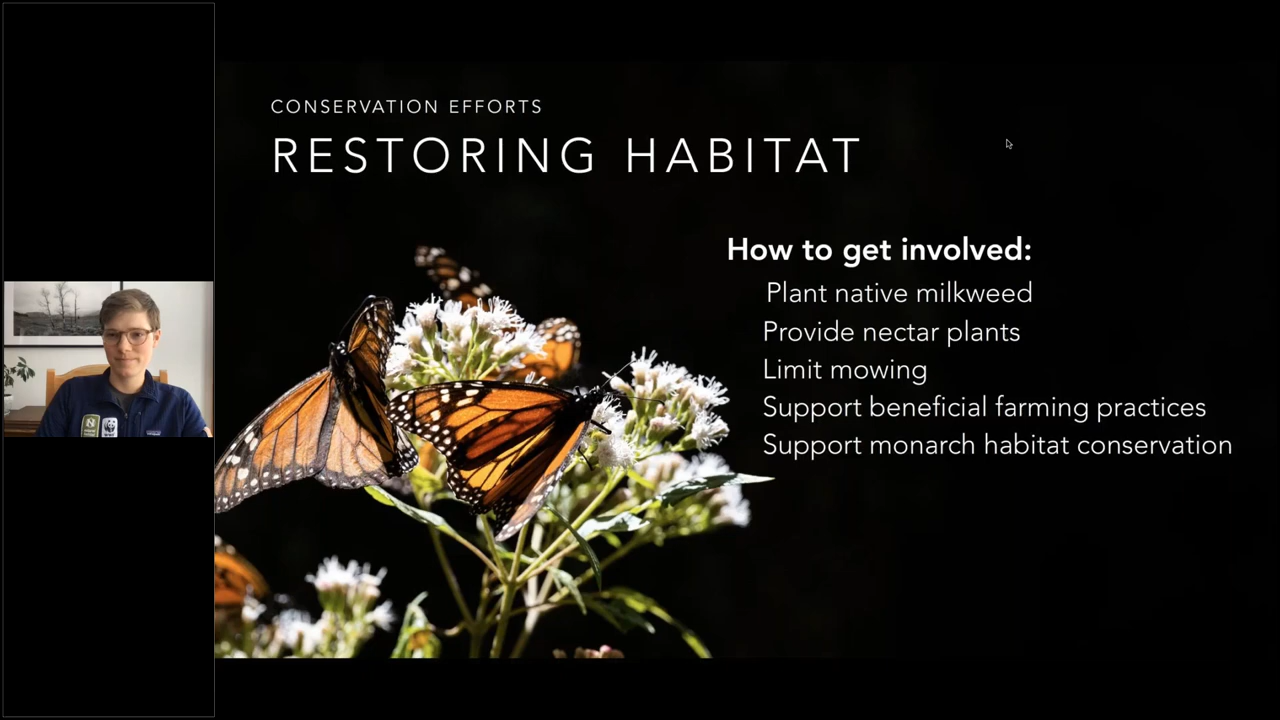 CONSERVATION EFFORTS
RESTORING HABITAT
How to get involved:
Plant native milkweed
Provide nectar plants
Limit mowing
Support beneficial farming practices
Support monarch habitat conservation